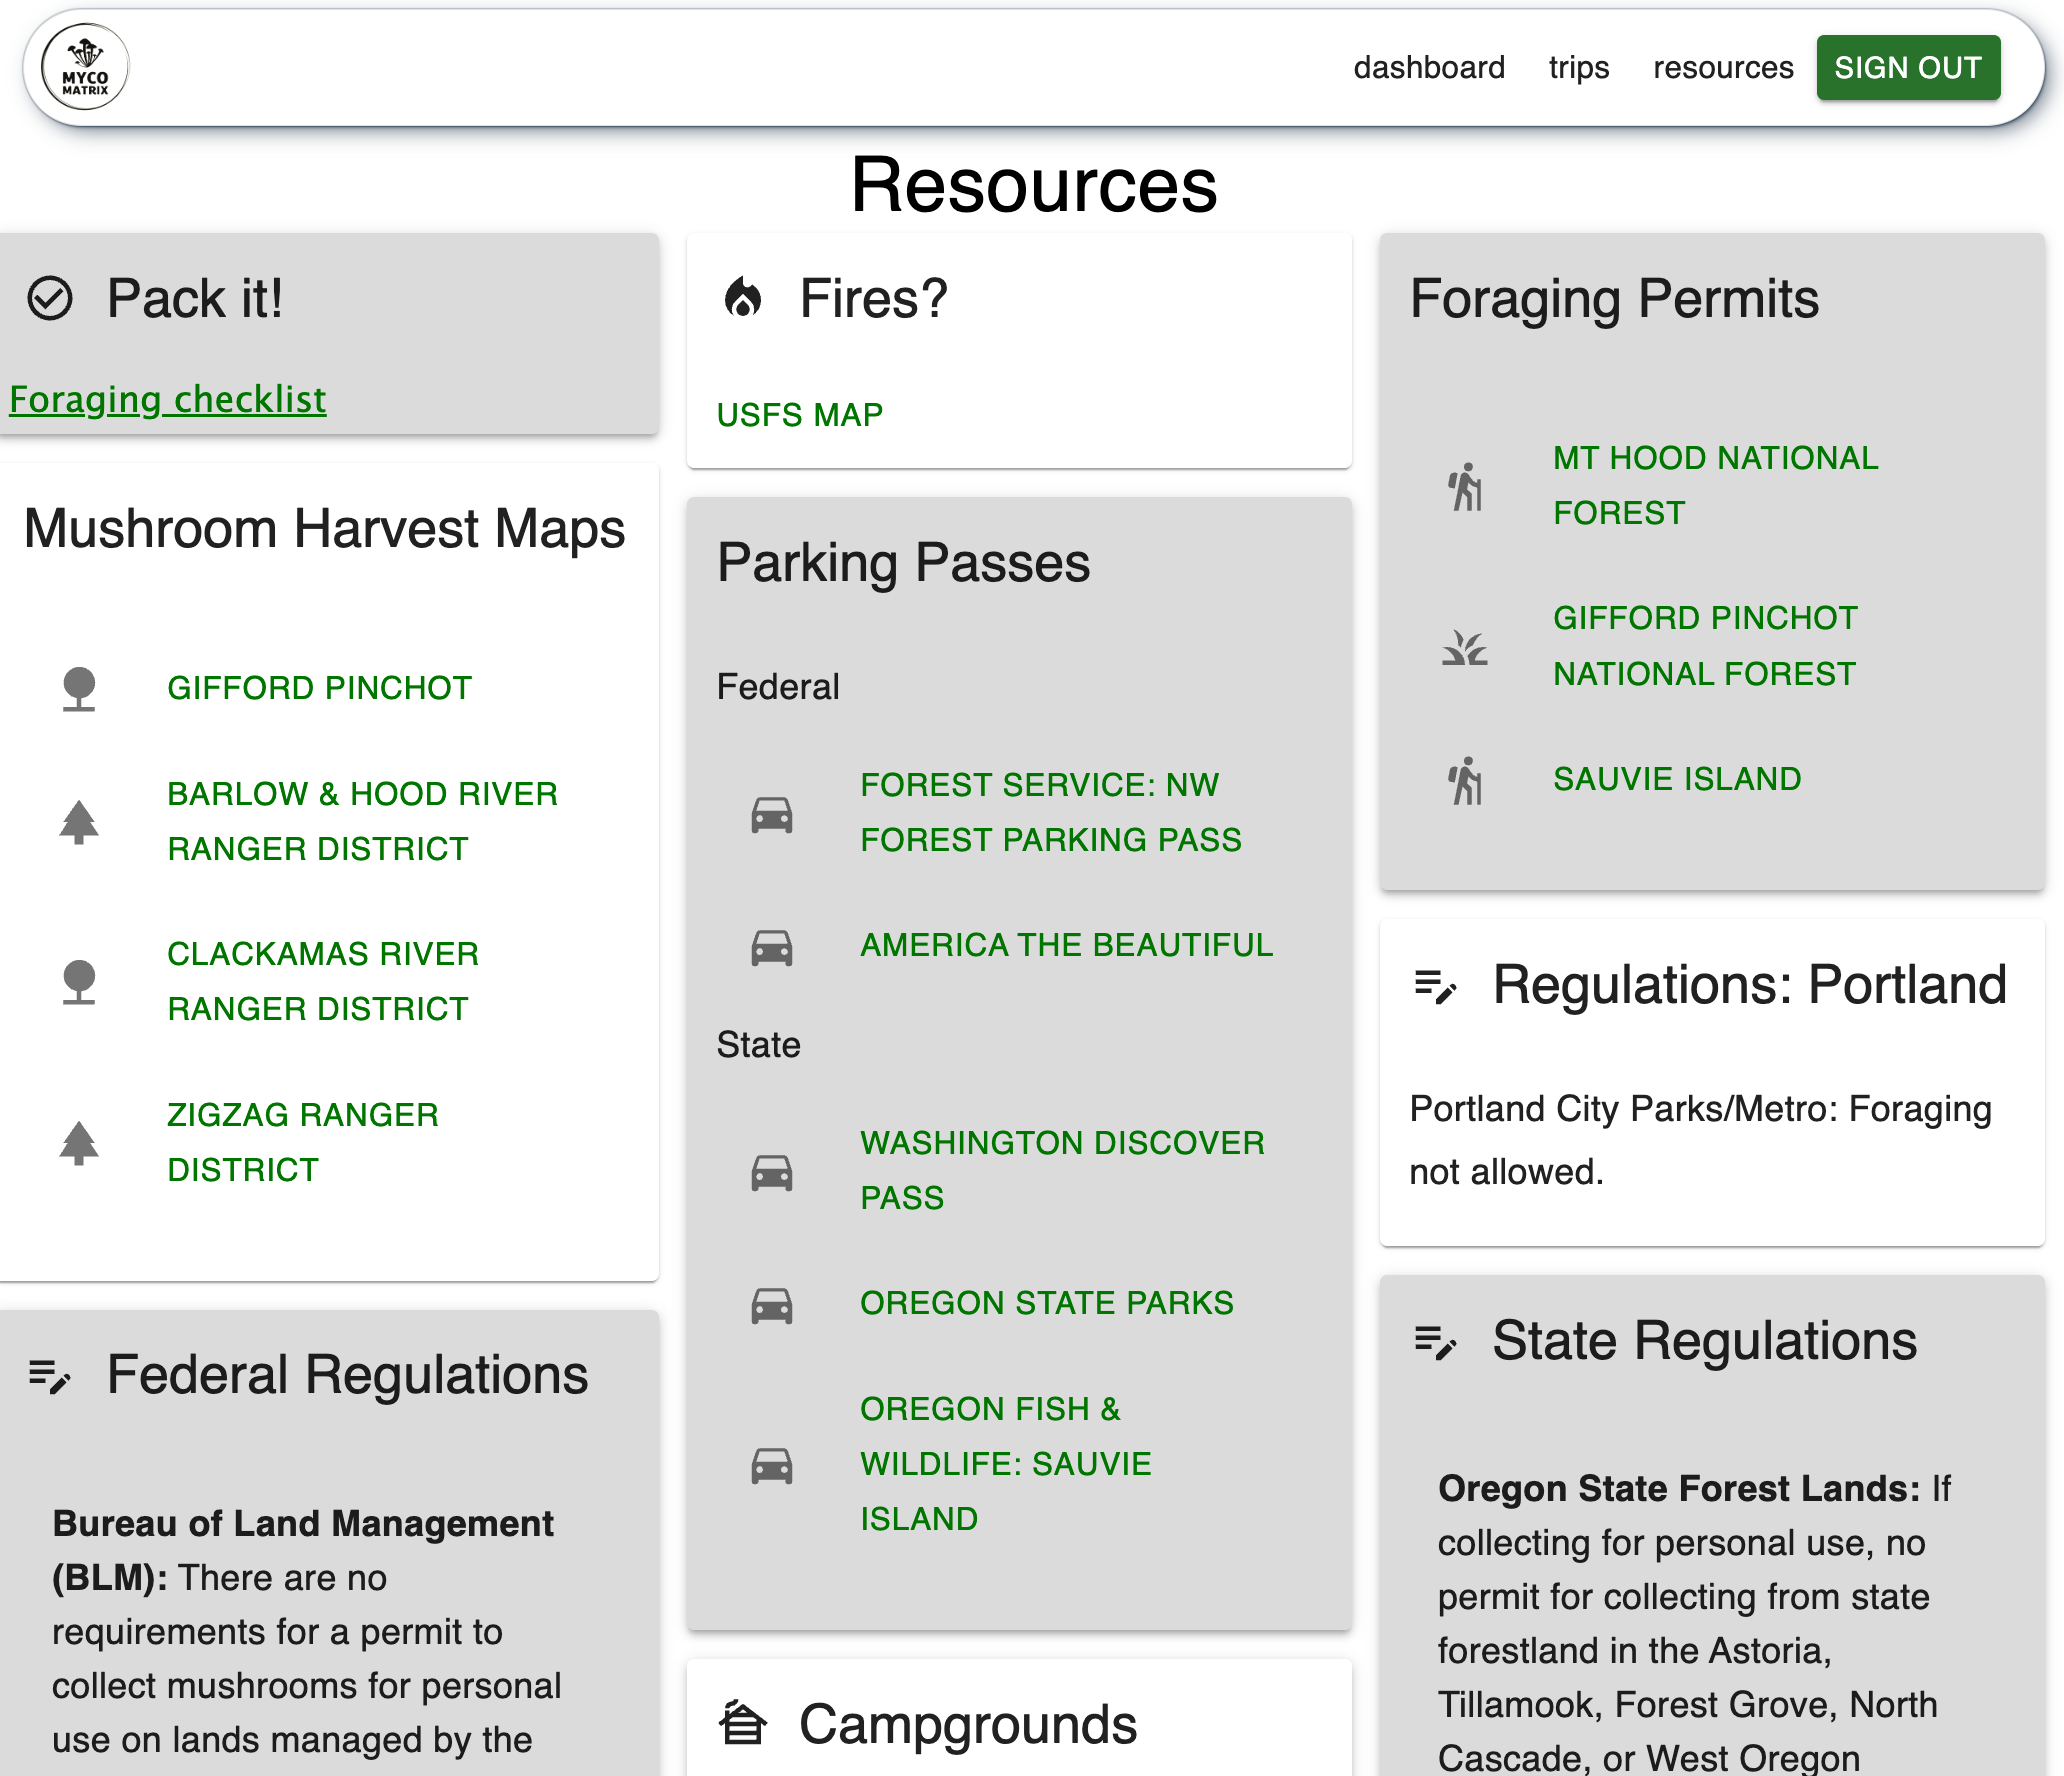 MYCO
MATRIX
dashboard
trips
resources
SIGN OUT
Resources
Pack it!
Foraging checklist
Mushroom Harvest Maps
GIFFORD PINCHOT
BARLOW & HOOD RIVER
RANGER DISTRICT
CLACKAMAS RIVER
RANGER DISTRICT
ZIGZAG RANGER
DISTRICT
Federal Regulations
Bureau of Land Management
(BLM): There are no
requirements for a permit to
collect mushrooms for personal
use on lands managed by the
Fires?
USFS MAP
Parking Passes
Federal
FOREST SERVICE: NW
FOREST PARKING PASS
AMERICA THE BEAUTIFUL
State
WASHINGTON DISCOVER
PASS
OREGON STATE PARKS
OREGON FISH &
WILDLIFE: SAUVIE
ISLAND
Campgrounds
Foraging Permits
MT HOOD NATIONAL
FOREST
GIFFORD PINCHOT
NATIONAL FOREST
SAUVIE ISLAND
Regulations: Portland
Portland City Parks/Metro: Foraging
not allowed.
State Regulations
Oregon State Forest Lands: If
collecting for personal use, no
permit for collecting from state
forestland in the Astoria,
Tillamook, Forest Grove, North
Cascade, or West Oregon